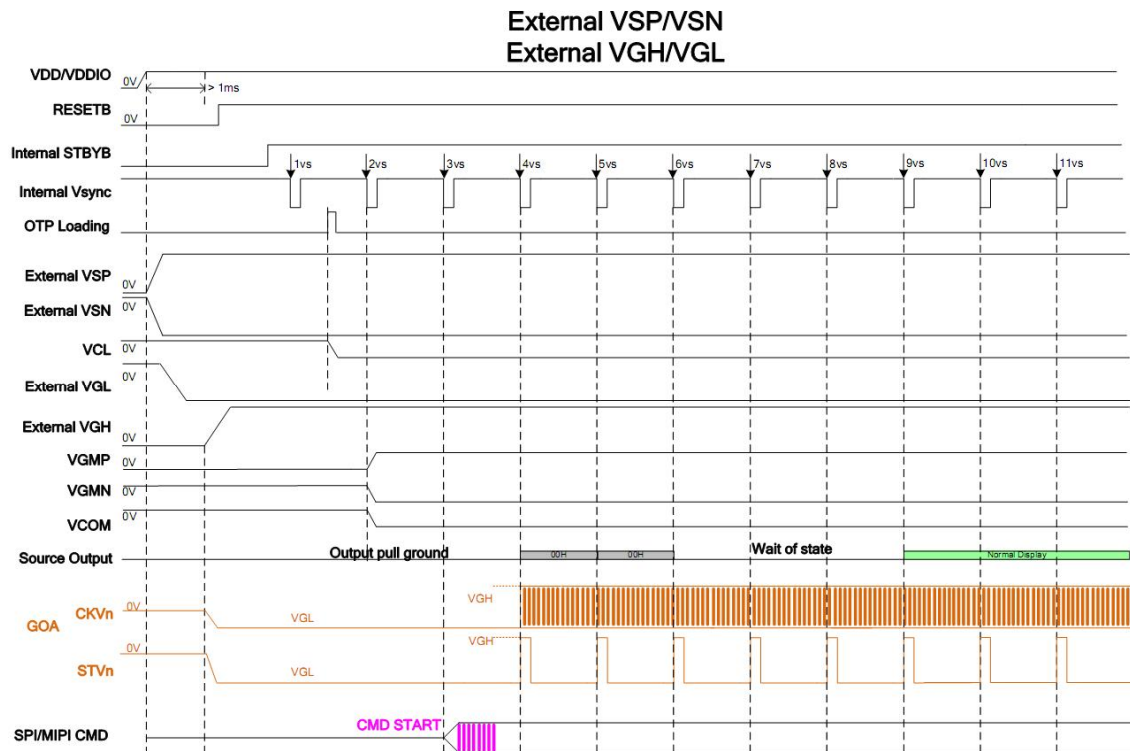 External VSP/VSN
External VGH/VGL
VDD/VDDIO 0V > 1ms
RESETB 0V
Internal STBYB 1vs 2vs 3vs 4vs 5vs 6vs 7vs 8vs 9vs 10vs 11vs
Internal Vsync
OTP Loading
External VSP 0V
External VSN 0V
VCL 0V
External VGL 0V
External VGH 0V
VGMP 0V
VGMN 0V
VCOM 0V
Source Output Output pull ground 00H 00H Wait of state Normal Display
GOA CKVn 0V VGL VGH
STVn 0V VGL VGH
SPI/MIPI CMD CMD START